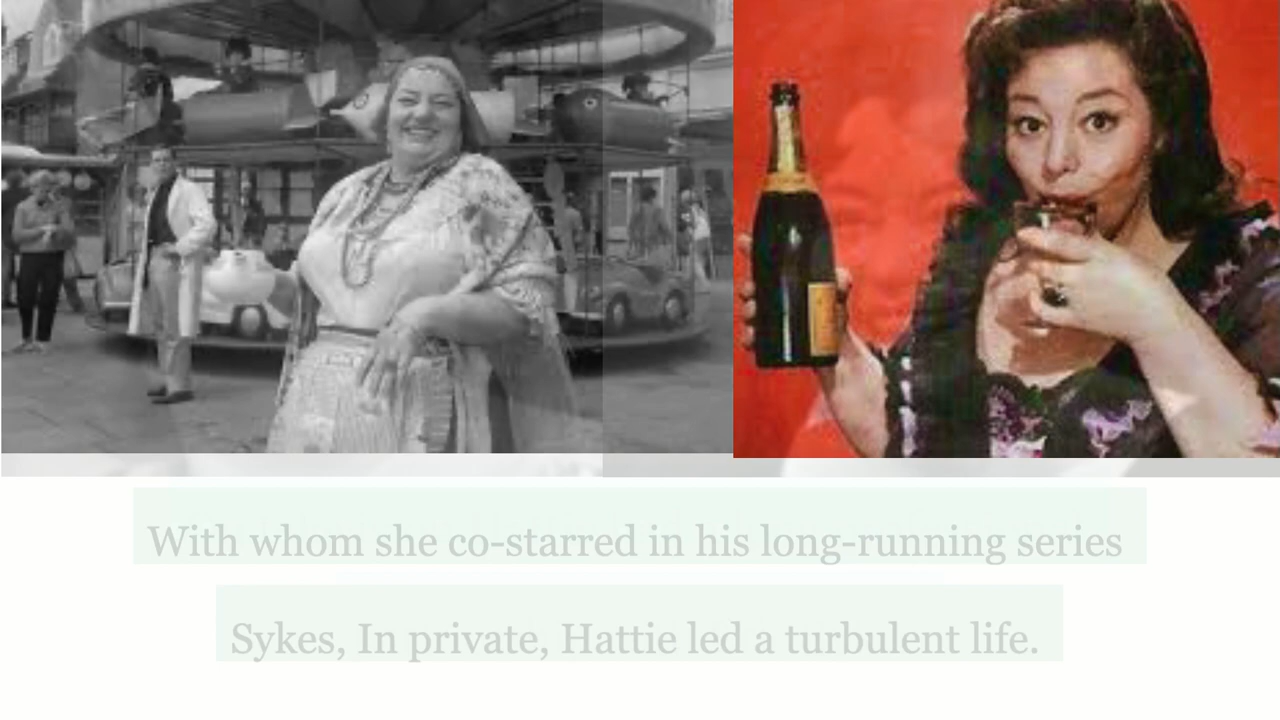 With whom she co-starred in his long-running series
Sykes, In private, Hattie led a turbulent life.